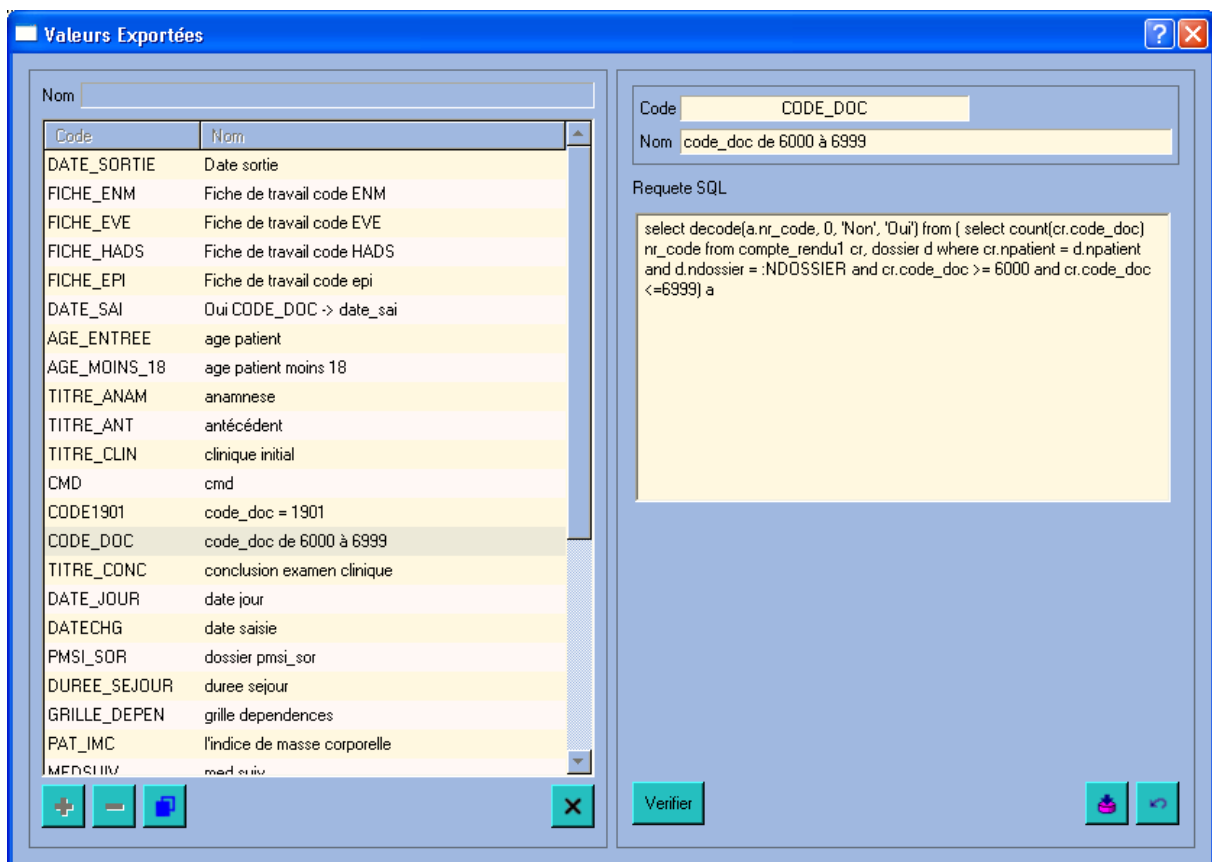 Valeurs Exportées
Nom
Code Nom
DATE_SORTIE Date sortie
FICHE_ENM Fiche de travail code ENM
FICHE_EVE Fiche de travail code EVE
FICHE_HADS Fiche de travail code HADS
FICHE_EPI Fiche de travail code epi
DATE_SAI Oui CODE_DOC -> date_sai
AGE_ENTREE age patient
AGE_MOINS_18 age patient moins 18
TITRE_ANAM anamnese
TITRE_ANT antécédent
TITRE_CLIN clinique initial
CMD cmd
CODE1901 code_doc = 1901
CODE_DOC code_doc de 6000 à 6999
TITRE_CONC conclusion examen clinique
DATE_JOUR date jour
DATECHG date saisie
PMSI_SOR dossier pmsi_sor
DUREE_SEJOUR duree sejour
GRILLE_DEPEN grille dependences
PAT_IMC l'indice de masse corporelle
MEDSUIV med suiv
Code CODE_DOC
Nom code_doc de 6000 à 6999
Requete SQL
select decode(a.nr_code, 0, 'Non', 'Oui') from ( select count(cr.code_doc)
nr_code from compte_rendu1 cr, dossier d where cr.npatient = d.npatient
and d.ndossier = :NDOSSIER and cr.code_doc >= 6000 and cr.code_doc
<=6999) a
Verifier